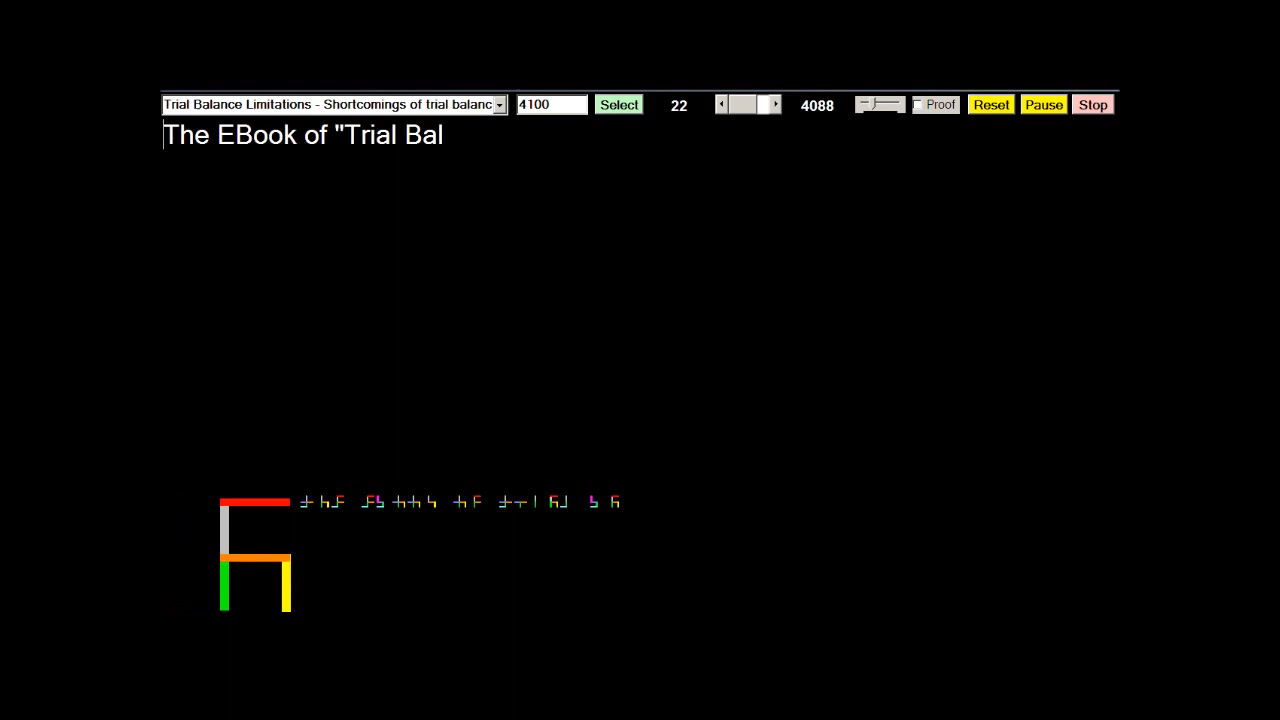 Trial Balance Limitations - Shortcomings of trial balanc 4100 Select 22 4088 Proof Reset Pause Stop
The EBook of "Trial Bal